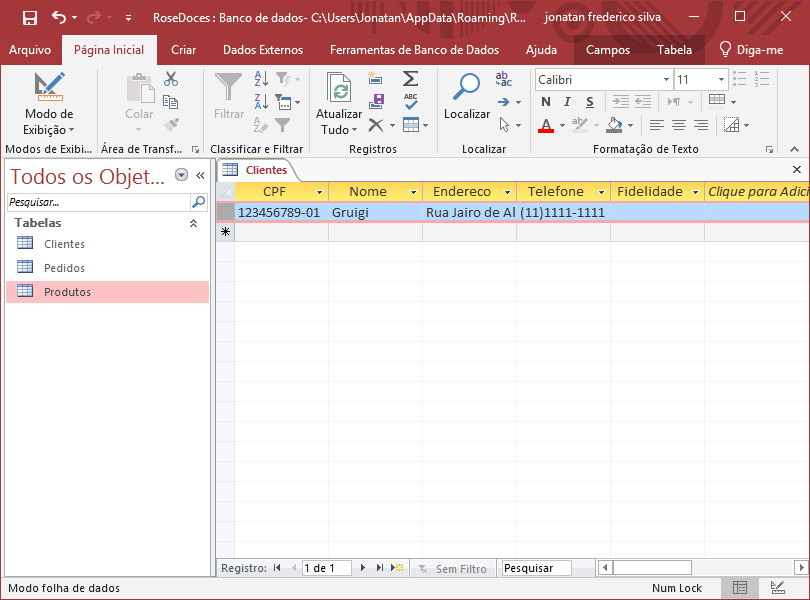 RoseDoces : Banco de dados- C:\Users\Jonatan\AppData\Roaming\R... jonatan frederico silva
Arquivo Página Inicial Criar Dados Externos Ferramentas de Banco de Dados Ajuda Campos Tabela Diga-me
Modo de Exibição
Colar
Filtrar
Atualizar Tudo
Localizar
Calibri 11
N I S
Modos de Exibi... Área de Transf... Classificar e Filtrar Registros Localizar Formatação de Texto
Todos os Objet...
Pesquisar...
Tabelas
Clientes
Pedidos
Produtos
Clientes
CPF Nome Endereco Telefone Fidelidade Clique para Adici
123456789-01 Gruigi Rua Jairo de Al (11)1111-1111
Registro: 1 de 1 Sem Filtro Pesquisar
Modo folha de dados Num Lock